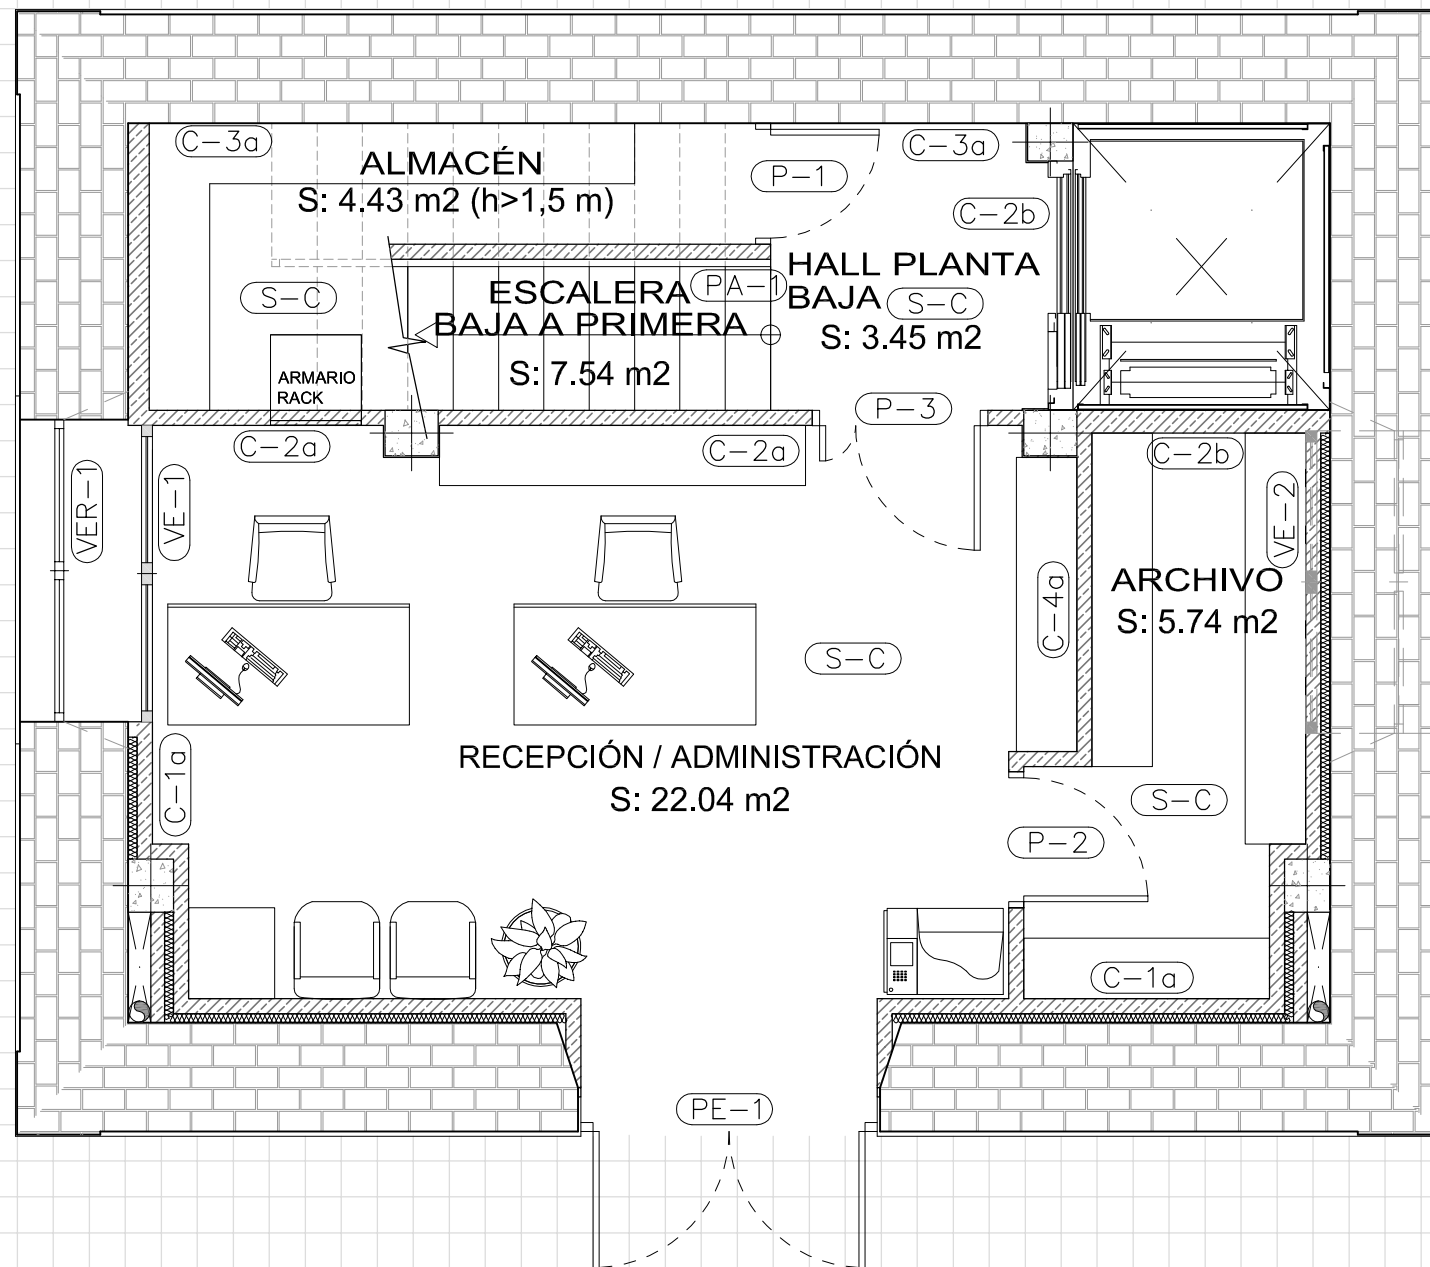 C-3a
ALMACÉN
S: 4.43 m2 (h>1,5 m)
P-1
C-3a
C-2b
S-C
ESCALERA
BAJA A PRIMERA
S: 7.54 m2
PA-1
HALL PLANTA
BAJA
S-C
S: 3.45 m2
ARMARIO
RACK
P-3
C-2a
C-2a
C-2b
VER-1
VE-1
VE-2
C-4a
ARCHIVO
S: 5.74 m2
S-C
RECEPCIÓN / ADMINISTRACIÓN
S: 22.04 m2
C-1a
S-C
P-2
C-1a
PE-1